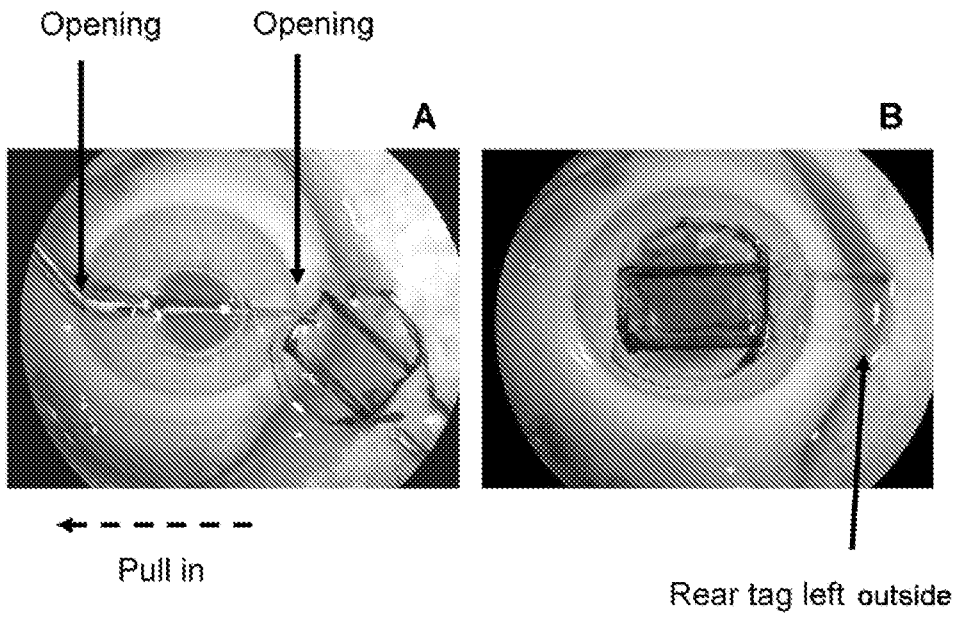 Opening
Opening
A
B
Pull in
Rear tag left outside